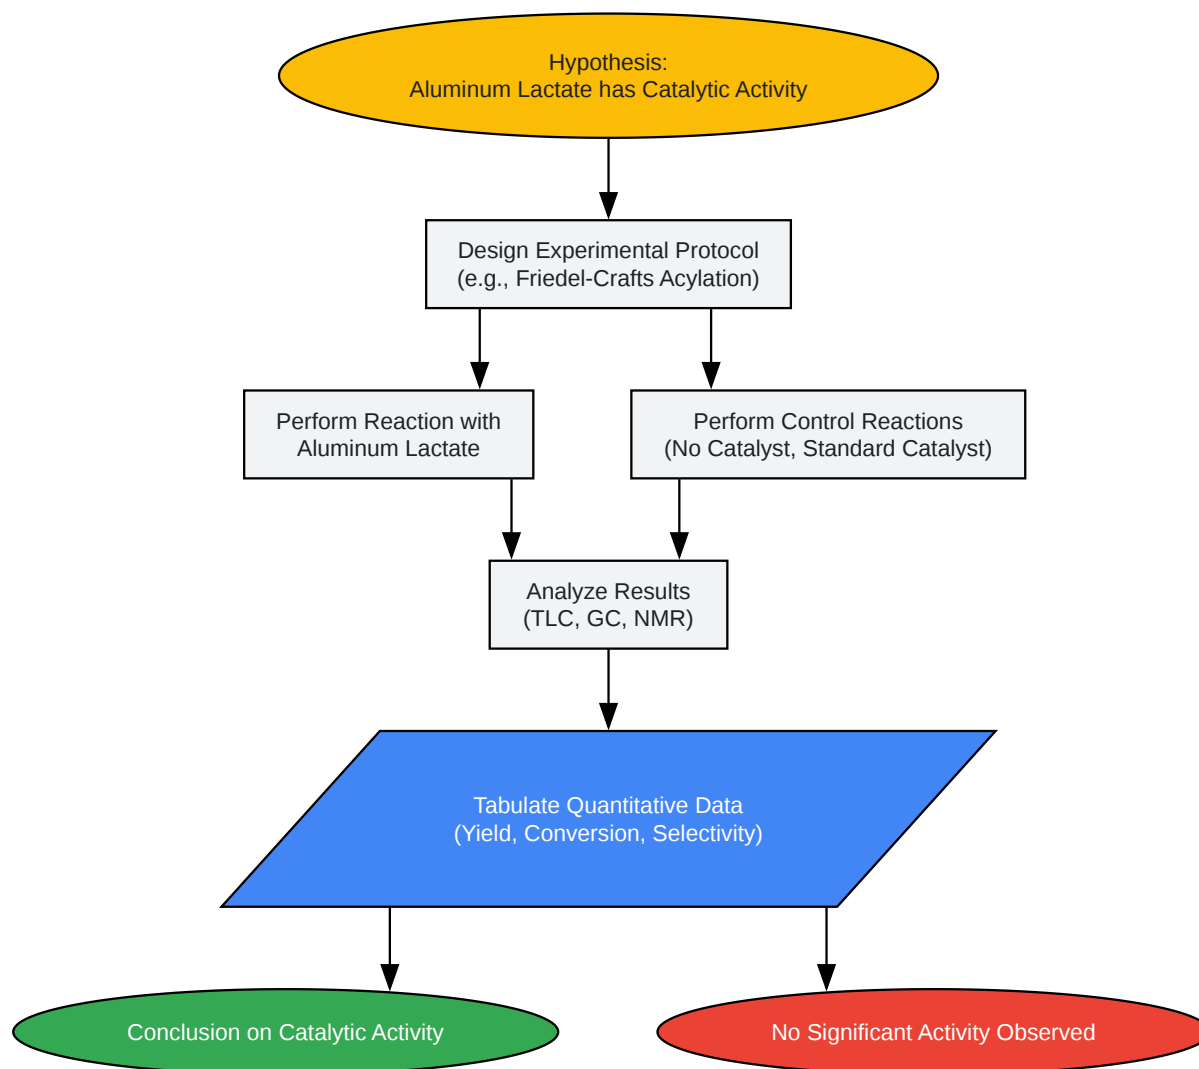 Hypothesis:
Aluminum Lactate has Catalytic Activity
Design Experimental Protocol
(e.g., Friedel-Crafts Acylation)
Perform Reaction with
Aluminum Lactate
Perform Control Reactions
(No Catalyst, Standard Catalyst)
Analyze Results
(TLC, GC, NMR)
Tabulate Quantitative Data
(Yield, Conversion, Selectivity)
Conclusion on Catalytic Activity
No Significant Activity Observed